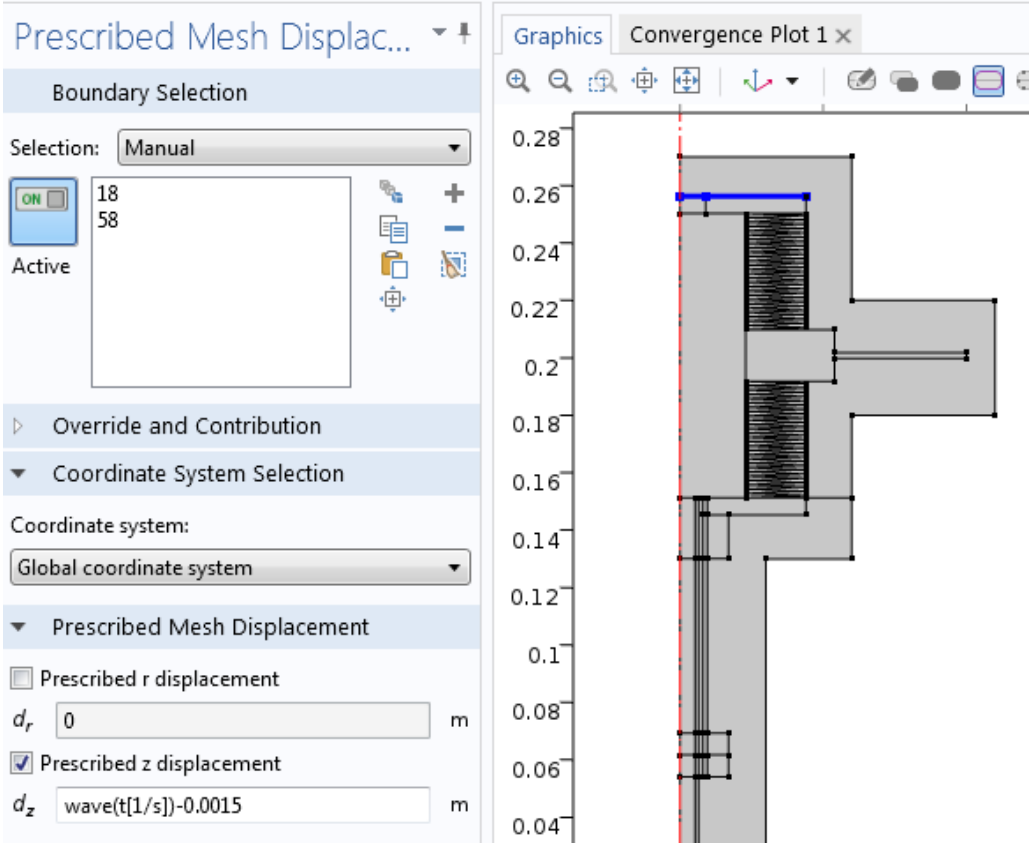 Prescribed Mesh Displac...
Boundary Selection
Selection: Manual
ON
18
58
Active
Override and Contribution
Coordinate System Selection
Coordinate system:
Global coordinate system
Prescribed Mesh Displacement
Prescribed r displacement
dr 0 m
Prescribed z displacement
dz wave(t[1/s])-0.0015 m
Graphics Convergence Plot 1 ×
0.28
0.26
0.24
0.22
0.2
0.18
0.16
0.14
0.12
0.1
0.08
0.06
0.04